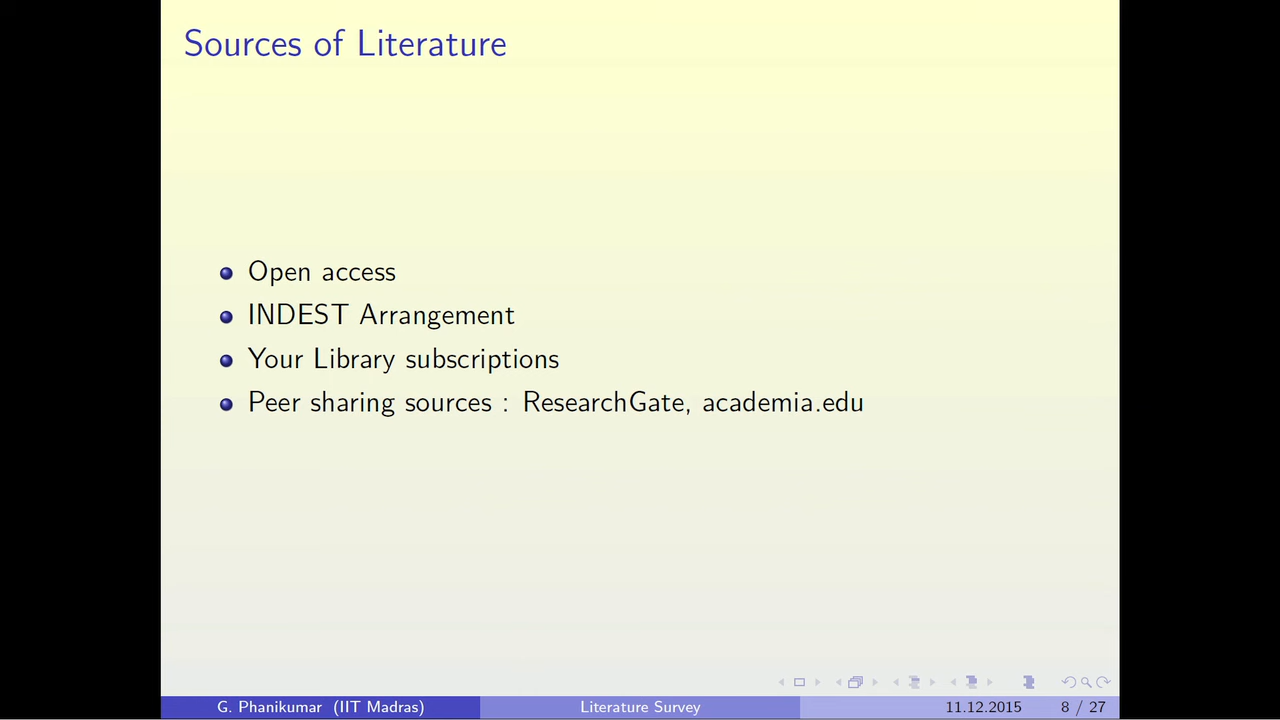 Sources of Literature
Open access
INDEST Arrangement
Your Library subscriptions
Peer sharing sources : ResearchGate, academia.edu
G. Phanikumar (IIT Madras) Literature Survey 11.12.2015 8 / 27